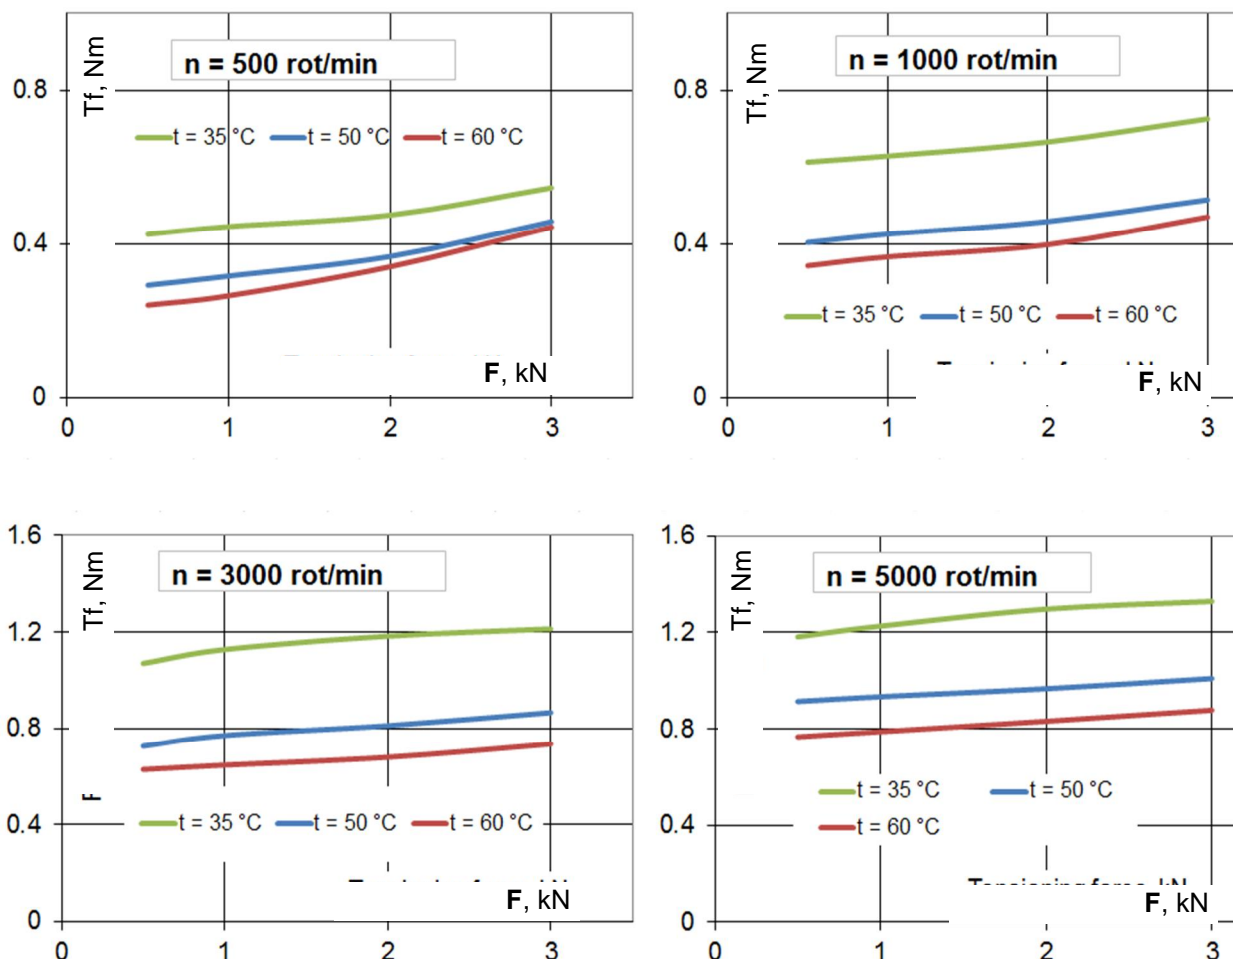 Tf, Nm
n = 500 rot/min
0.8
t = 35 °C t = 50 °C t = 60 °C
0.4
F, kN
0
0 1 2 3
Tf, Nm
n = 1000 rot/min
0.8
0.4
t = 35 °C t = 50 °C t = 60 °C
F, kN
0
0 1 2 3
1.6
Tf, Nm
n = 3000 rot/min
1.2
0.8
t = 35 °C t = 50 °C t = 60 °C
0.4
F, kN
0
0 1 2 3
1.6
Tf, Nm
n = 5000 rot/min
1.2
0.8
t = 35 °C t = 50 °C
t = 60 °C
0.4
Tensioning force, kN
F, kN
0
0 1 2 3